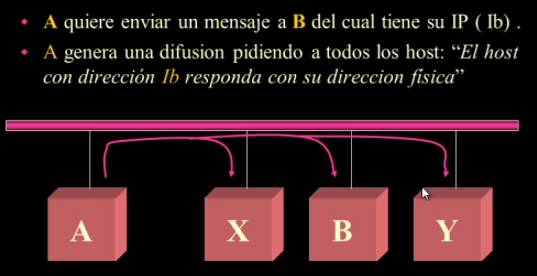 A quiere enviar un mensaje a B del cual tiene su IP ( Ib) .
A genera una difusion pidiendo a todos los host: “El host
con dirección Ib responda con su direccion física”
A X B Y